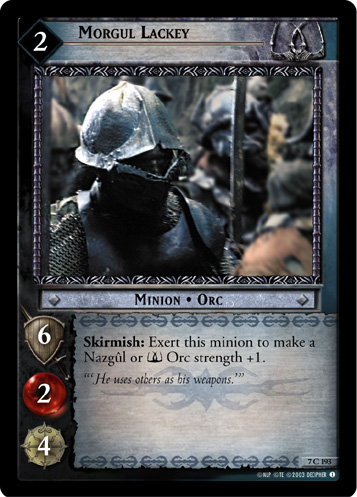 2 Morgul Lackey
Minion • Orc
6
Skirmish: Exert this minion to make a
Nazgûl or Orc strength +1.
2
"'He uses others as his weapons.'"
4
7 C 193
©NLP ™TE ©2003 DECIPHER